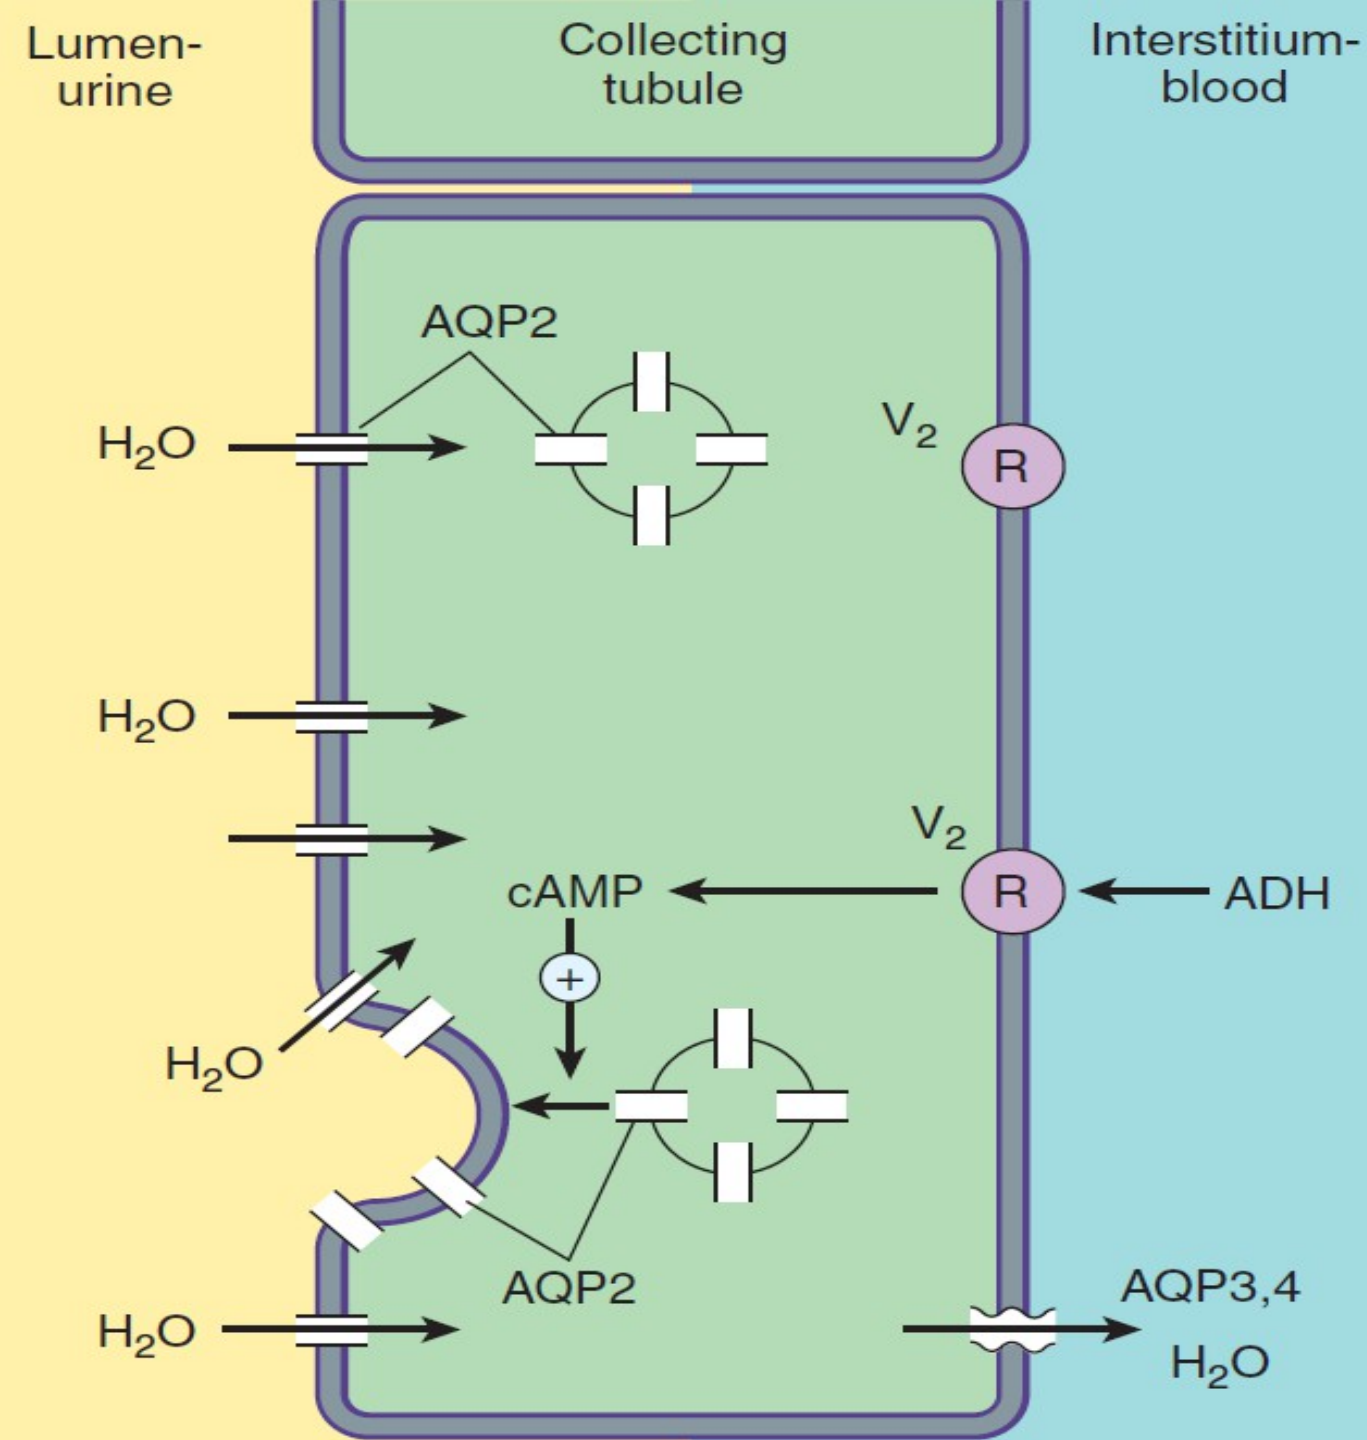 Lumen-
urine
Collecting
tubule
Interstitium-
blood
AQP2
H₂O
V₂
R
H₂O
V₂
cAMP
R
ADH
+
H₂O
AQP2
AQP3,4
H₂O
H₂O